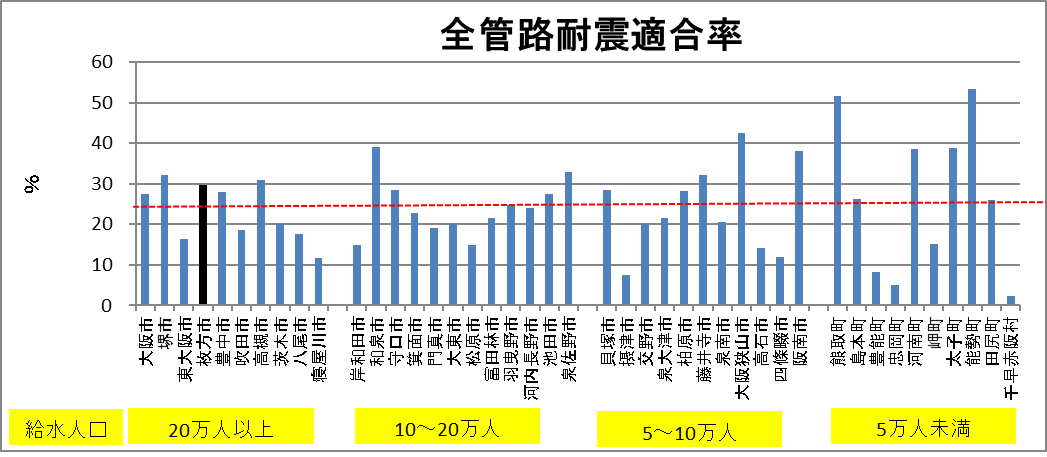 全管路耐震適合率
%
60
50
40
30
20
10
0
大阪市
堺市
東大阪市
枚方市
豊中市
吹田市
高槻市
茨木市
八尾市
寝屋川市
岸和田市
和泉市
守口市
箕面市
門真市
大東市
松原市
富田林市
羽曳野市
河内長野市
池田市
泉佐野市
貝塚市
摂津市
交野市
泉大津市
柏原市
藤井寺市
泉南市
大阪狭山市
高石市
四條畷市
阪南市
熊取町
島本町
豊能町
忠岡町
河南町
岬町
太子町
能勢町
田尻町
千早赤阪村
給水人口
20万人以上
10～20万人
5～10万人
5万人未満